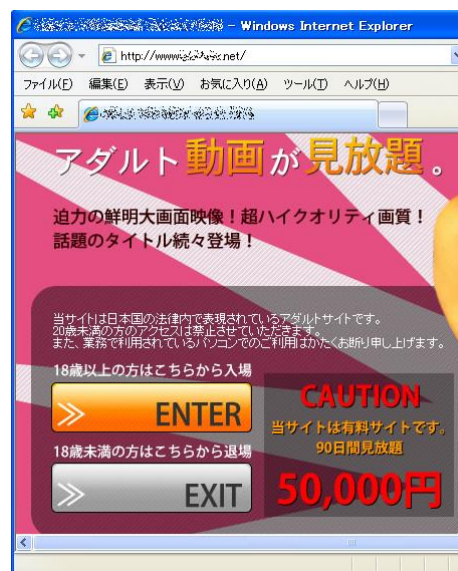 – Windows Internet Explorer
http://www. .net/
ファイル(F) 編集(E) 表示(V) お気に入り(A) ツール(T) ヘルプ(H)
アダルト動画が見放題。
迫力の鮮明大画面映像！超ハイクオリティ画質！
話題のタイトル続々登場！
当サイトは日本国の法律内で表現されているアダルトサイトです。
20歳未満の方のアクセスは禁止させていただきます。
また、業務で利用されているパソコンでのご利用はかたくお断り申し上げます。
18歳以上の方はこちらから入場
ENTER
18歳未満の方はこちらから退場
EXIT
CAUTION
当サイトは有料サイトです。
90日間見放題
50,000円